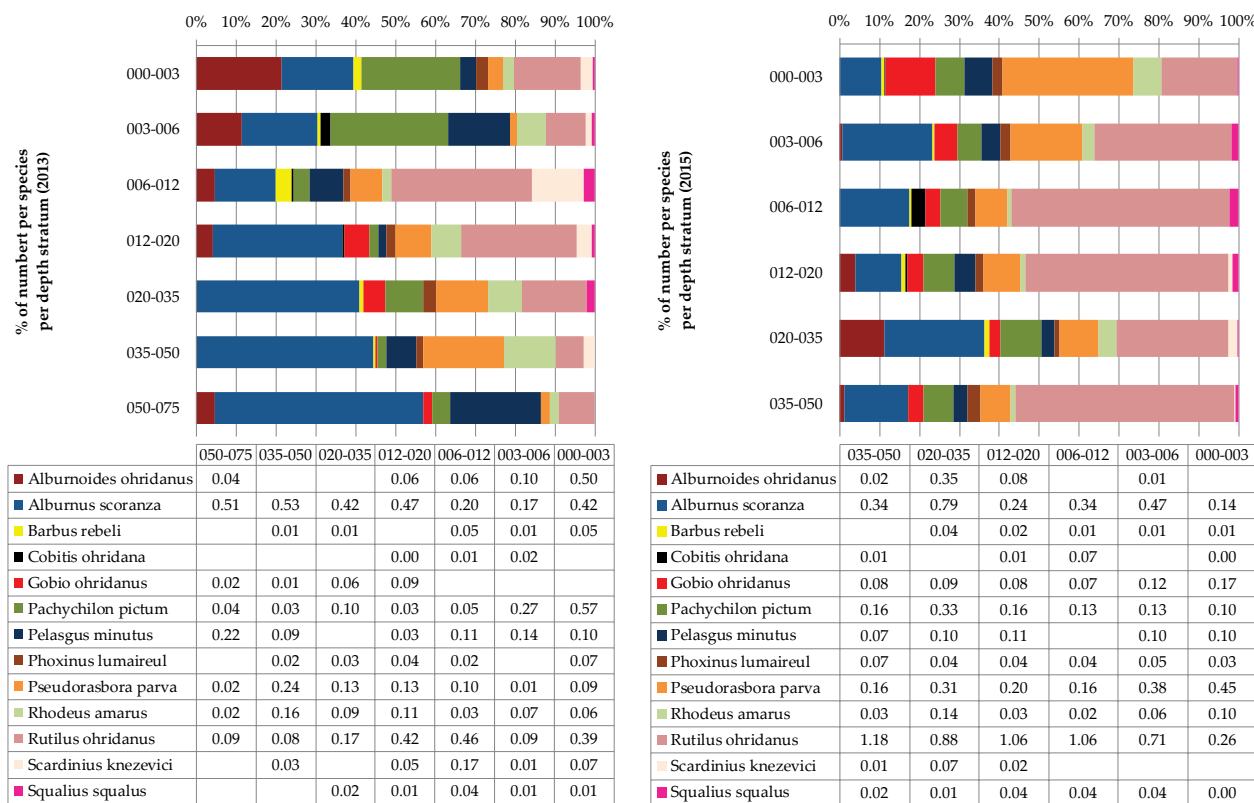 0% 10% 20% 30% 40% 50% 60% 70% 80% 90% 100%
% of numbert per species
per depth stratum (2013)
000-003
003-006
006-012
012-020
020-035
035-050
050-075
050-075 035-050 020-035 012-020 006-012 003-006 000-003
Alburnoides ohridanus 0.04 0.06 0.06 0.10 0.50
Alburnus scoranza 0.51 0.53 0.42 0.47 0.20 0.17 0.42
Barbus rebeli 0.01 0.01 0.05 0.01 0.05
Cobitis ohridana 0.00 0.01 0.02
Gobio ohridanus 0.02 0.01 0.06 0.09
Pachychilon pictum 0.04 0.03 0.10 0.03 0.05 0.27 0.57
Pelasgus minutus 0.22 0.09 0.03 0.11 0.14 0.10
Phoxinus lumaireul 0.02 0.03 0.04 0.02 0.07
Pseudorasbora parva 0.02 0.24 0.13 0.13 0.10 0.01 0.09
Rhodeus amarus 0.02 0.16 0.09 0.11 0.03 0.07 0.06
Rutilus ohridanus 0.09 0.08 0.17 0.42 0.46 0.09 0.39
Scardinius knezevici 0.03 0.05 0.17 0.01 0.07
Squalius squalus 0.02 0.01 0.04 0.01 0.01
0% 10% 20% 30% 40% 50% 60% 70% 80% 90% 100%
% of number per species
per depth stratum (2015)
000-003
003-006
006-012
012-020
020-035
035-050
035-050 020-035 012-020 006-012 003-006 000-003
Alburnoides ohridanus 0.02 0.35 0.08 0.01
Alburnus scoranza 0.34 0.79 0.24 0.34 0.47 0.14
Barbus rebeli 0.04 0.02 0.01 0.01 0.01
Cobitis ohridana 0.01 0.01 0.07 0.00
Gobio ohridanus 0.08 0.09 0.08 0.07 0.12 0.17
Pachychilon pictum 0.16 0.33 0.16 0.13 0.13 0.10
Pelasgus minutus 0.07 0.10 0.11 0.10 0.10
Phoxinus lumaireul 0.07 0.04 0.04 0.04 0.05 0.03
Pseudorasbora parva 0.16 0.31 0.20 0.16 0.38 0.45
Rhodeus amarus 0.03 0.14 0.03 0.02 0.06 0.10
Rutilus ohridanus 1.18 0.88 1.06 1.06 0.71 0.26
Scardinius knezevici 0.01 0.07 0.02
Squalius squalus 0.02 0.01 0.04 0.04 0.04 0.00